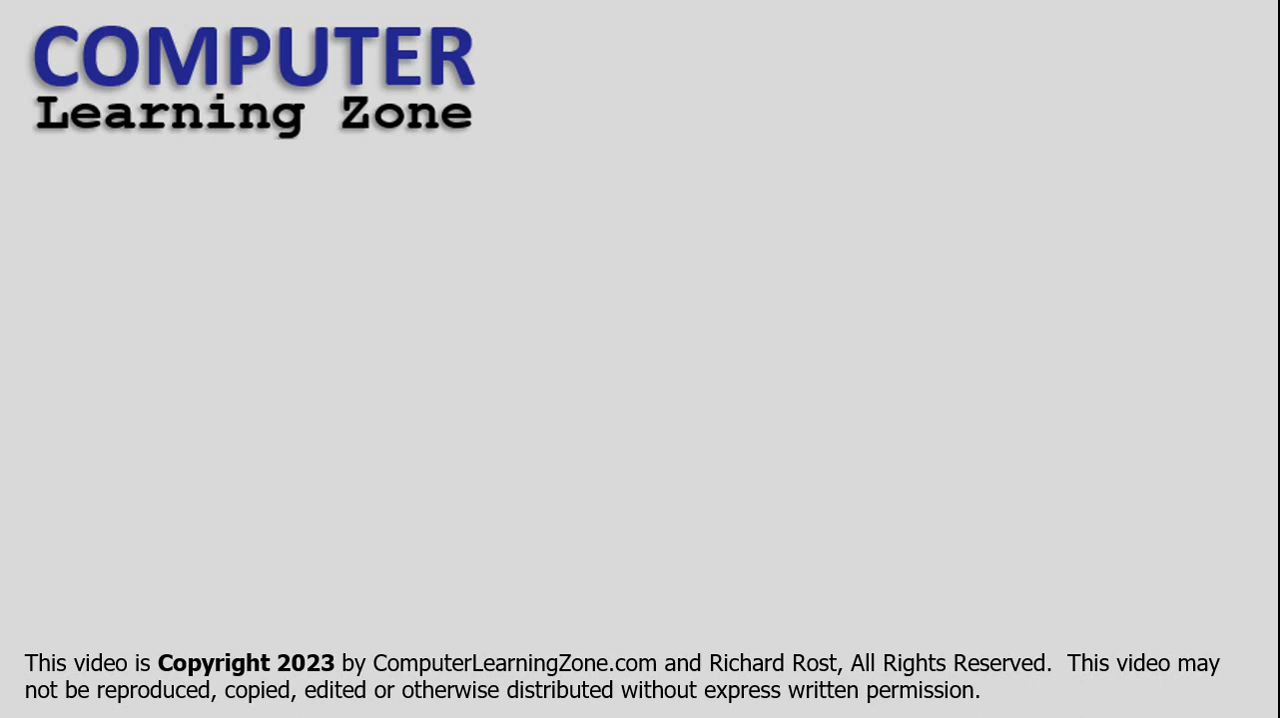 COMPUTER
Learning Zone
This video is Copyright 2023 by ComputerLearningZone.com and Richard Rost, All Rights Reserved.  This video may
not be reproduced, copied, edited or otherwise distributed without express written permission.